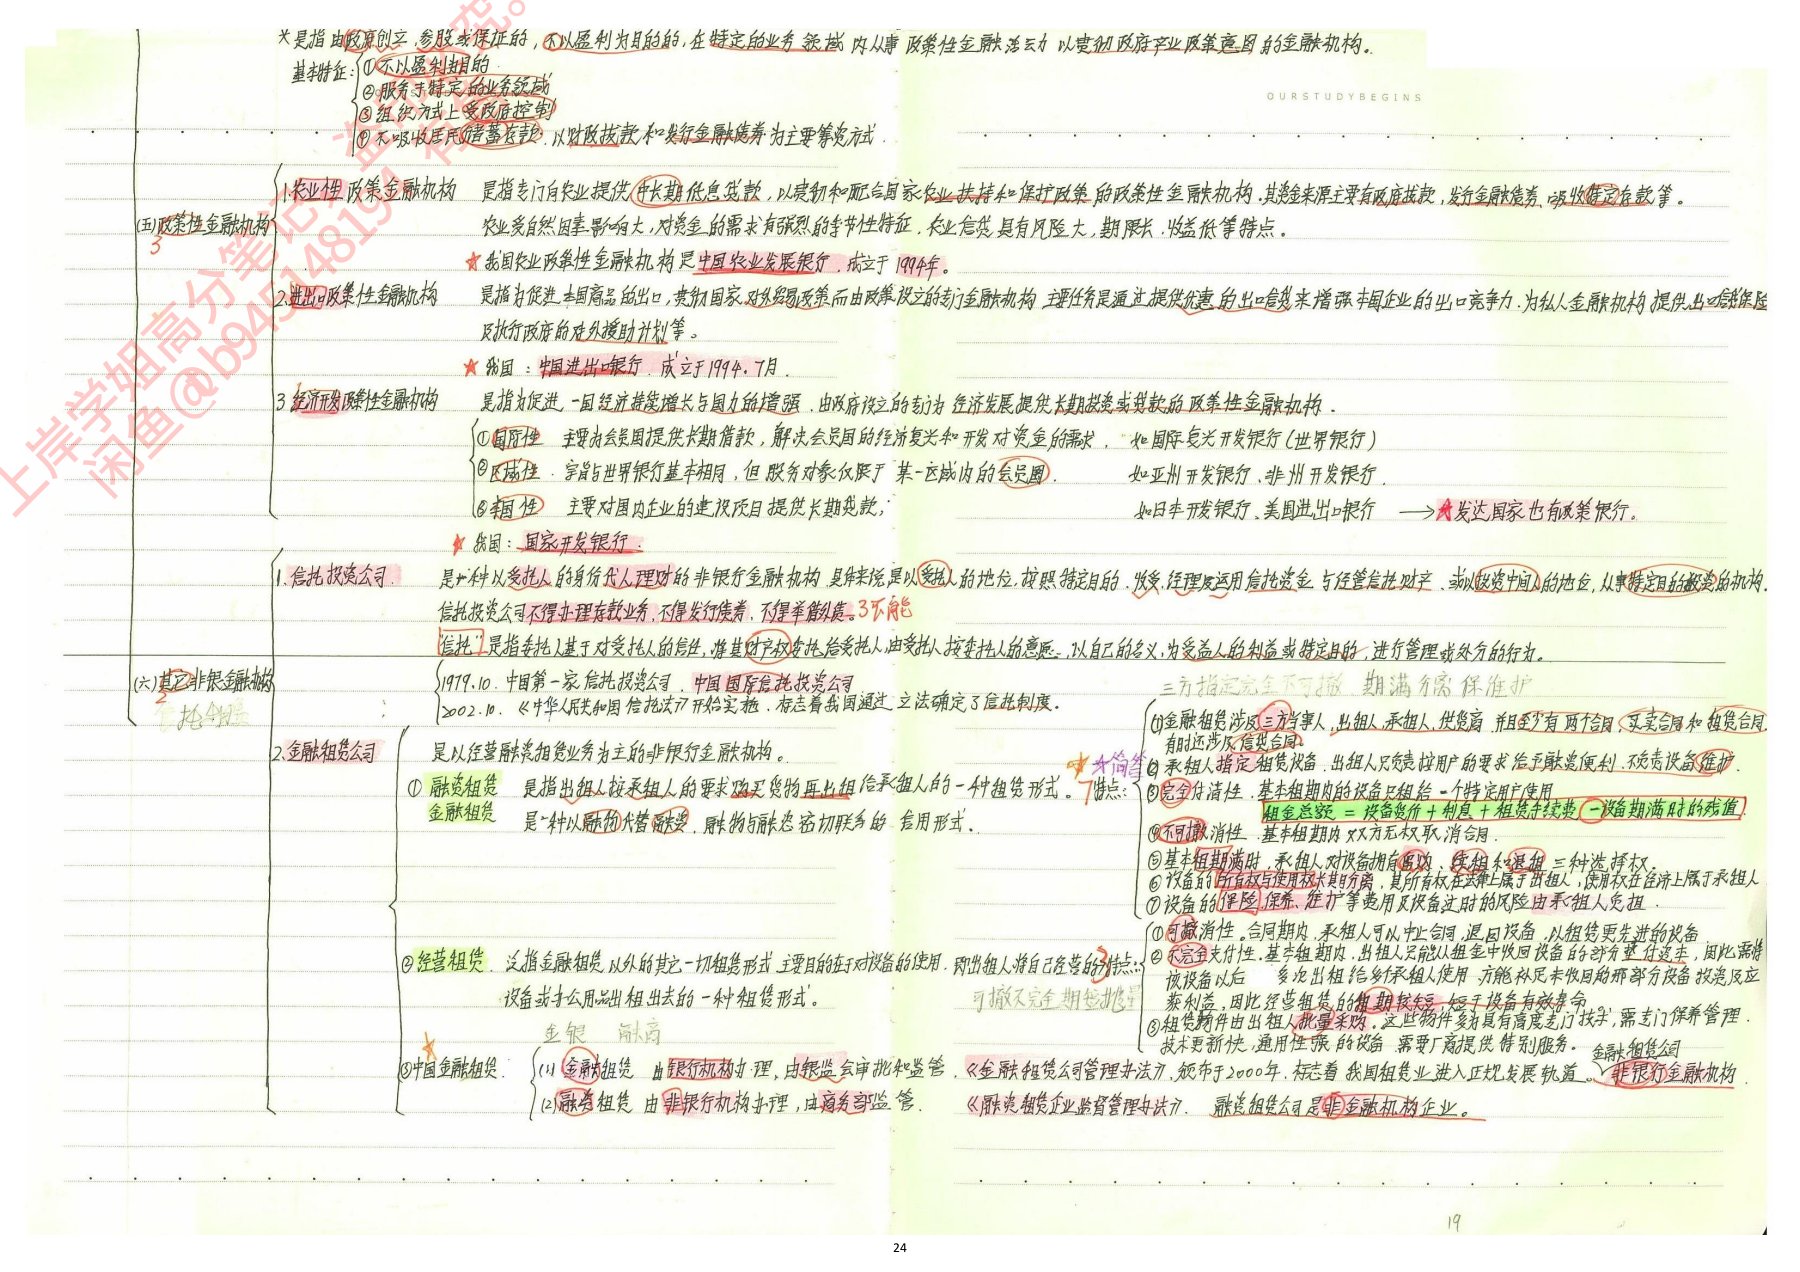 *是指由政府创立、参股或保证的，不以盈利为目的的，在特定的业务领域内从事政策性金融活动以贯彻政府产业政策意图的金融机构。
基本特征：①不以盈利为目的
②服务于特定的业务领域
③组织方式上受政府控制
④不吸收居民储蓄存款，以财政拨款和发行金融债券为主要筹资方式．
OURSTUDYBEGINS
(五)政策性金融机构
3
1.农业性政策金融机构 是指专门向农业提供中长期低息贷款，以贯彻和配合国家农业扶持和保护政策的政策性金融机构．其资金来源主要有政府拨款，发行金融债券、吸收特定存款等。
农业受自然因素影响大，对资金的需求有强烈的季节性特征，农业信贷具有风险大，期限长，收益低等特点。
★我国农业政策性金融机构是中国农业发展银行．成立于1994年。
2.进出口政策性金融机构 是指为促进本国商品的出口，贯彻国家对外贸易政策而由政府设立的专门金融机构 主要任务是通过提供优惠的出口信贷来增强本国企业的出口竞争力．为私人金融机构提供出口信贷保险
及执行政府的对外援助计划等。
★我国：中国进出口银行．成立于1994．7月．
3 经济开发政策性金融机构 是指为促进一国经济持续增长与国力的增强．由政府设立的专门为经济发展提供长期投资或贷款的政策性金融机构．
①国际性 主要为会员国提供长期借款，解决会员国的经济复兴和开发对资金的需求． 如国际复兴开发银行(世界银行)
②区域性．宗旨与世界银行基本相同，但服务对象仅限于某一区域内的会员国． 如亚州开发银行、非州开发银行．
③本国性 主要对国内企业的建设项目提供长期贷款； 如日本开发银行、美国进出口银行 →★发达国家也有政策银行。
★我国：国家开发银行．
(六)其它非银金融机构
2
1.信托投资公司． 是一种以受托人的身份代人理财的非银行金融机构 具体来说是以受托人的地位，按照特定目的．收受、经理及运用信托资金与经营信托财产、或以投资中间人的地位，从事特定目的投资的机构．
信托投资公司不得办理存款业务，不得发行债券、不得举借外债。3不能
"信托"是指委托人基于对受托人的信任，将其财产权委托给受托人，由受托人按委托人的意愿，以自己的名义，为受益人的利益或特定目的，进行管理或处分的行为。
1979．10．中国第一家信托投资公司．中国国际信托投资公司
2002．10．《中华人民共和国信托法》开始实施．标志着我国通过立法确定了信托制度．
2.金融租赁公司 是以经营融资租赁业务为主的非银行金融机构。
①融资租赁 是指出租人按承租人的要求购买货物再出租给承租人的一种租赁形式。
金融租赁 是一种以融物代替融资，融物与融资密切联系的信用形式．
三方指定完全不可撤 期满分离保维护
★简答
7特点：
(1)金融租赁涉及三方当事人，出租人、承租人、供货商 并且至少有两个合同，买卖合同和租赁合同
有时还涉及信贷合同。
② 承租人指定租赁设备．出租人只负责按用户的要求给予融资便利．不负责设备维护．
③完全付清性．基本租期内的设备只租给一个特定用户使用
租金总额 = 设备货价 + 利息 + 租赁手续费 − 设备期满时的残值
④不可撤消性．基本租期内双方无权取消合同．
⑤基本租期满时．承租人对设备拥有留购、续租和退租三种选择权。
⑥设备的所有权与使用权长期分离，其所有权在法律上属于出租人，使用权在经济上属于承租人
⑦设备的保险、保养、维护等费用及设备过时的风险由承租人负担．
②经营租赁．泛指金融租赁以外的其它一切租赁形式 主要目的在于对设备的使用．即出租人将自己经营的
设备或办公用品出租出去的一种租赁形式。
3特点：
①可撤消性。合同期内，承租人可以中止合同，退回设备，以租赁更先进的设备
②不完全支付性。基本租期内，出租人只能从租金中收回设备的部分垫付资本，因此需将
该设备以后 多次出租给多个承租人使用 方能补足未收回的那部分设备投资及应
获利益，因此经营租赁的租期较短，短于设备有效寿命
③租赁物件由出租人批量采购。这些物件多为具有高度专门技术，需专门保养管理．
技术更新快，通用性强的设备 需要厂商提供特别服务。
金银 融商
③中国金融租赁． (1)金融租赁 由银行机构办理，由银监会审批和监管． 《金融租赁公司管理办法》，颁布于2000年，标志着我国租赁业进入正规发展轨道。
金融租赁公司
非银行金融机构．
(2)融资租赁 由非银行机构办理，由商务部监管． 《融资租赁企业监督管理办法》． 融资租赁公司是非金融机构企业。
19
24
上岸学姐高分笔记
闲鱼@b945148194